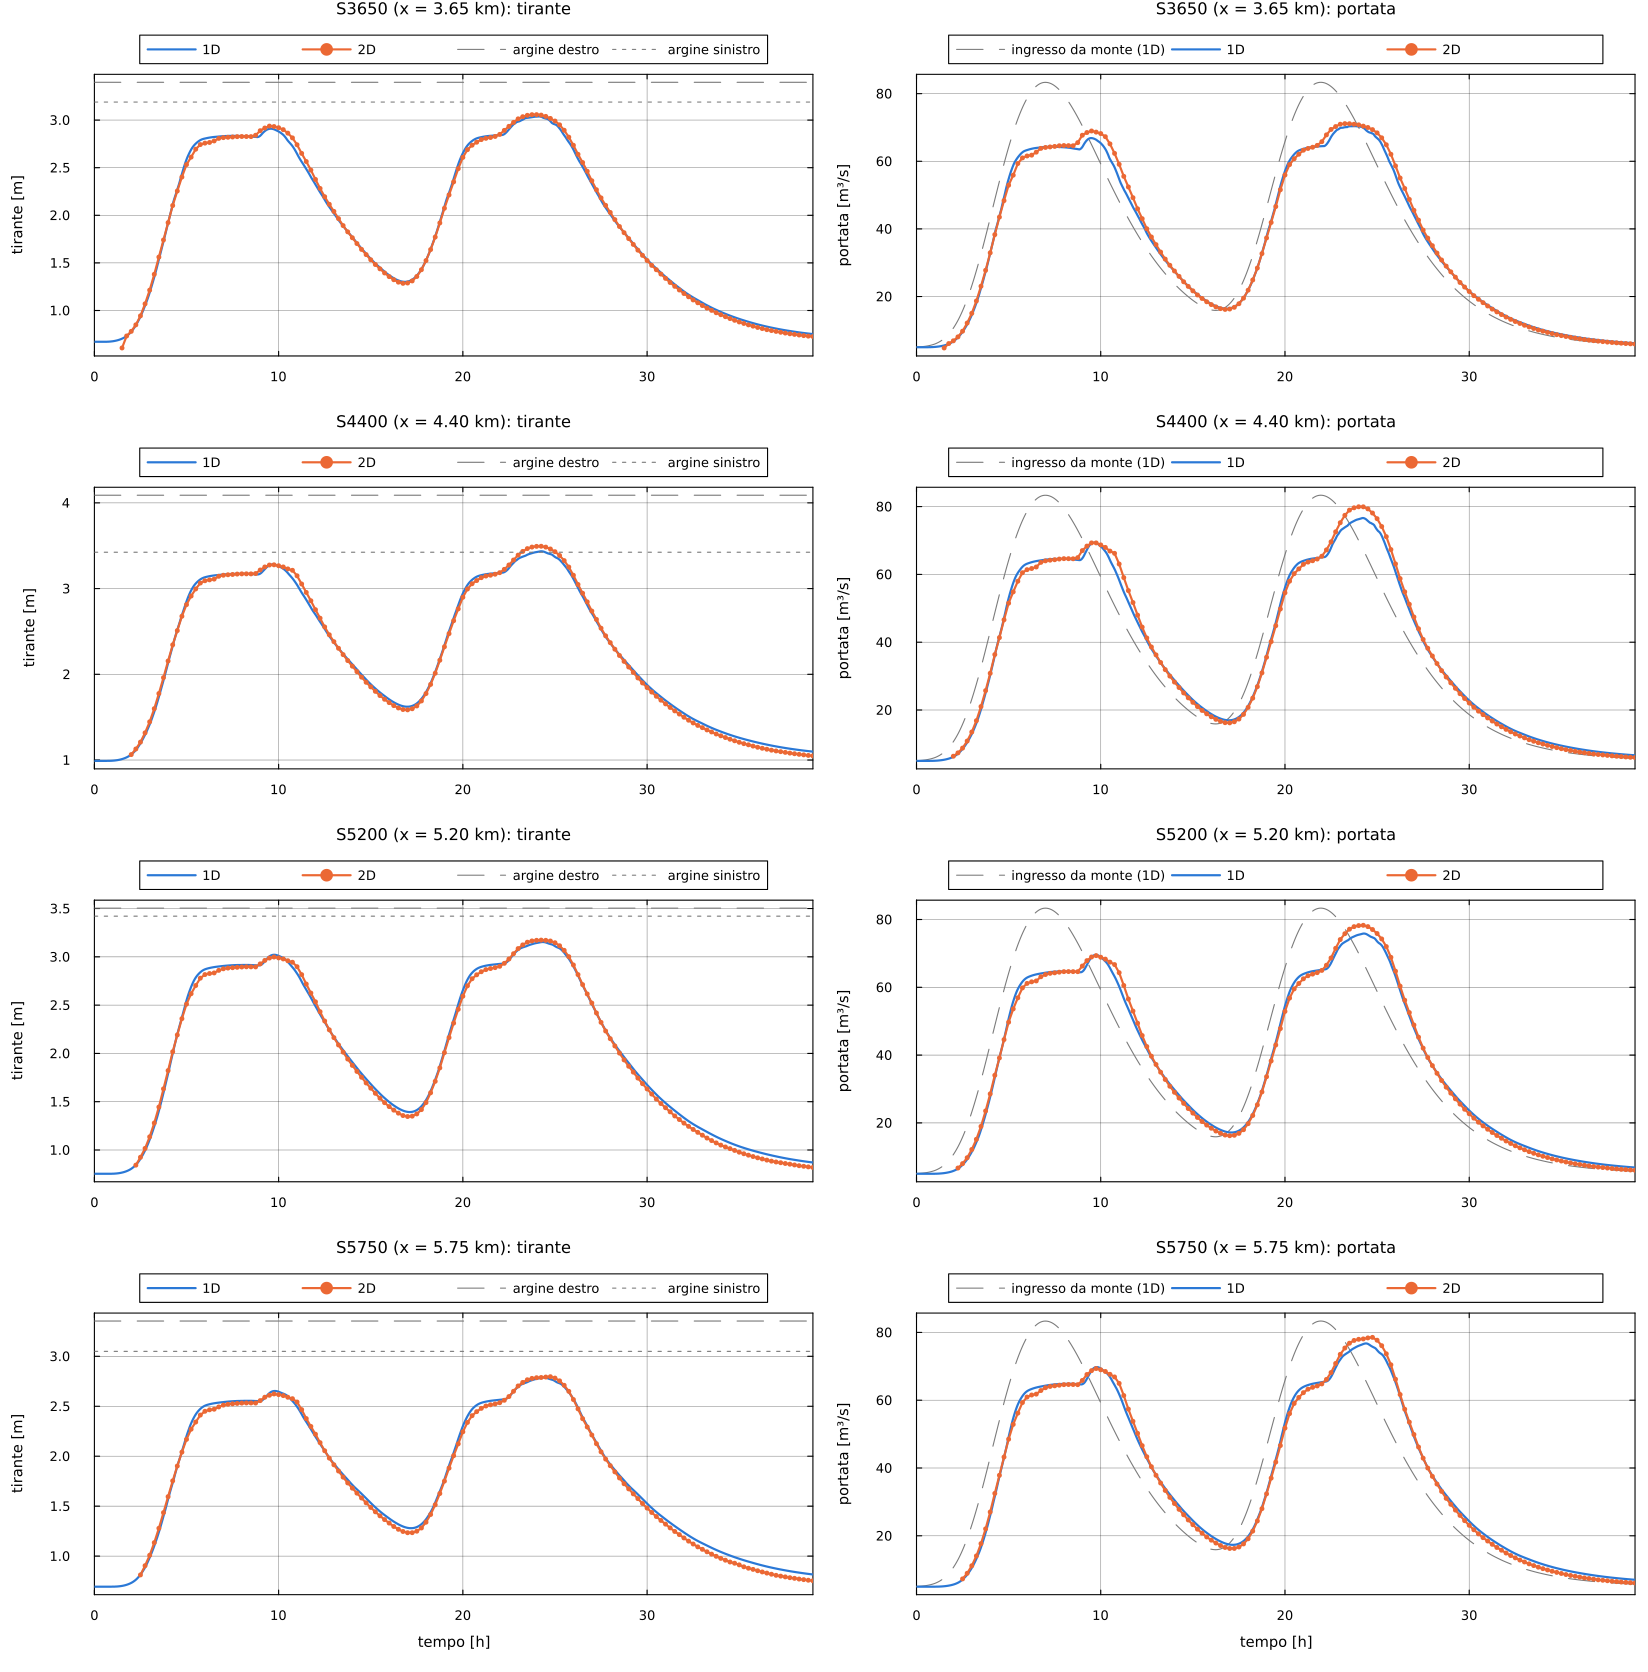 S3650 (x = 3.65 km): tirante
1D 2D argine destro argine sinistro
tirante [m]
3.0
2.5
2.0
1.5
1.0
0 10 20 30
S3650 (x = 3.65 km): portata
ingresso da monte (1D) 1D 2D
portata [m³/s]
80
60
40
20
0 10 20 30
S4400 (x = 4.40 km): tirante
1D 2D argine destro argine sinistro
tirante [m]
4
3
2
1
0 10 20 30
S4400 (x = 4.40 km): portata
ingresso da monte (1D) 1D 2D
portata [m³/s]
80
60
40
20
0 10 20 30
S5200 (x = 5.20 km): tirante
1D 2D argine destro argine sinistro
tirante [m]
3.5
3.0
2.5
2.0
1.5
1.0
0 10 20 30
S5200 (x = 5.20 km): portata
ingresso da monte (1D) 1D 2D
portata [m³/s]
80
60
40
20
0 10 20 30
S5750 (x = 5.75 km): tirante
1D 2D argine destro argine sinistro
tirante [m]
3.0
2.5
2.0
1.5
1.0
0 10 20 30
tempo [h]
S5750 (x = 5.75 km): portata
ingresso da monte (1D) 1D 2D
portata [m³/s]
80
60
40
20
0 10 20 30
tempo [h]